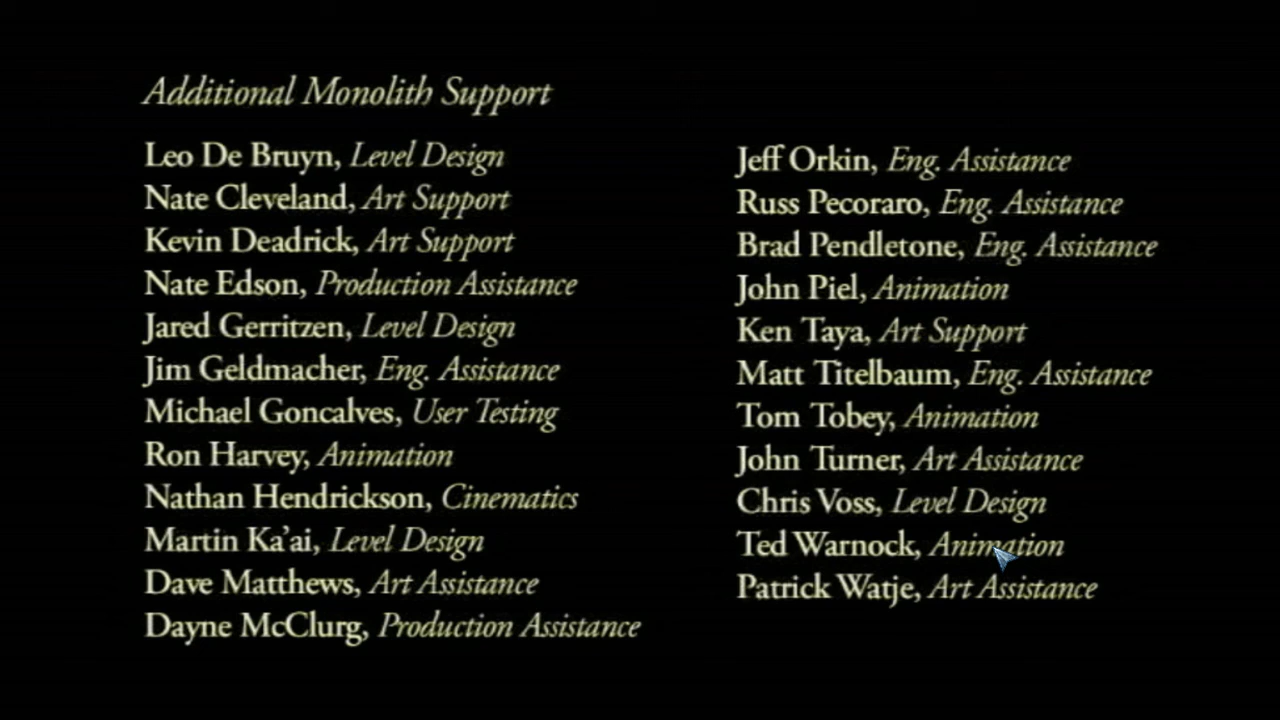 Additional Monolith Support
Leo De Bruyn, Level Design
Nate Cleveland, Art Support
Kevin Deadrick, Art Support
Nate Edson, Production Assistance
Jared Gerritzen, Level Design
Jim Geldmacher, Eng. Assistance
Michael Goncalves, User Testing
Ron Harvey, Animation
Nathan Hendrickson, Cinematics
Martin Ka'ai, Level Design
Dave Matthews, Art Assistance
Dayne McClurg, Production Assistance
Jeff Orkin, Eng. Assistance
Russ Pecoraro, Eng. Assistance
Brad Pendletone, Eng. Assistance
John Piel, Animation
Ken Taya, Art Support
Matt Titelbaum, Eng. Assistance
Tom Tobey, Animation
John Turner, Art Assistance
Chris Voss, Level Design
Ted Warnock, Animation
Patrick Watje, Art Assistance